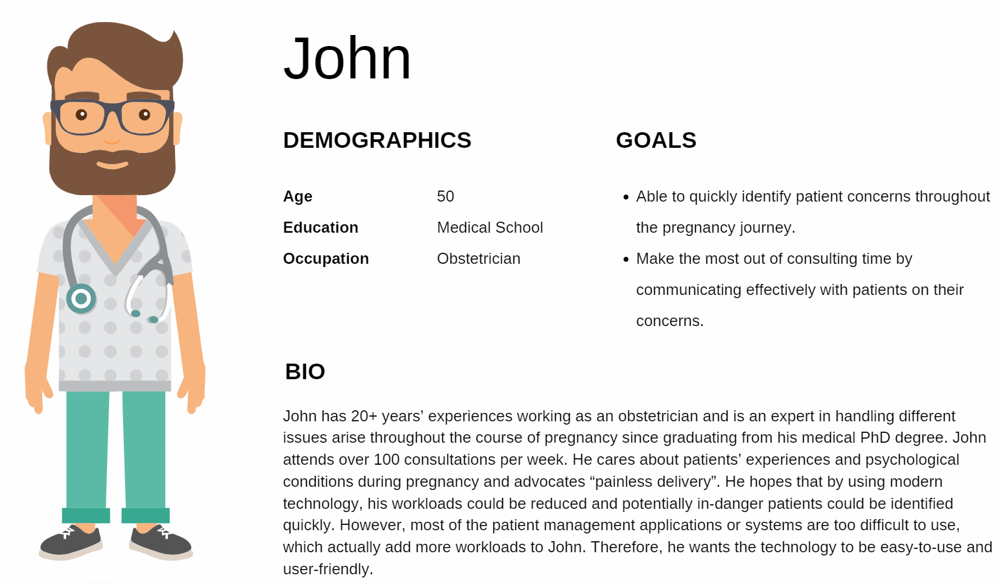 John
DEMOGRAPHICS
Age 50
Education Medical School
Occupation Obstetrician
GOALS
• Able to quickly identify patient concerns throughout
the pregnancy journey.
• Make the most out of consulting time by
communicating effectively with patients on their
concerns.
BIO
John has 20+ years’ experiences working as an obstetrician and is an expert in handling different
issues arise throughout the course of pregnancy since graduating from his medical PhD degree. John
attends over 100 consultations per week. He cares about patients’ experiences and psychological
conditions during pregnancy and advocates “painless delivery”. He hopes that by using modern
technology, his workloads could be reduced and potentially in-danger patients could be identified
quickly. However, most of the patient management applications or systems are too difficult to use,
which actually add more workloads to John. Therefore, he wants the technology to be easy-to-use and
user-friendly.